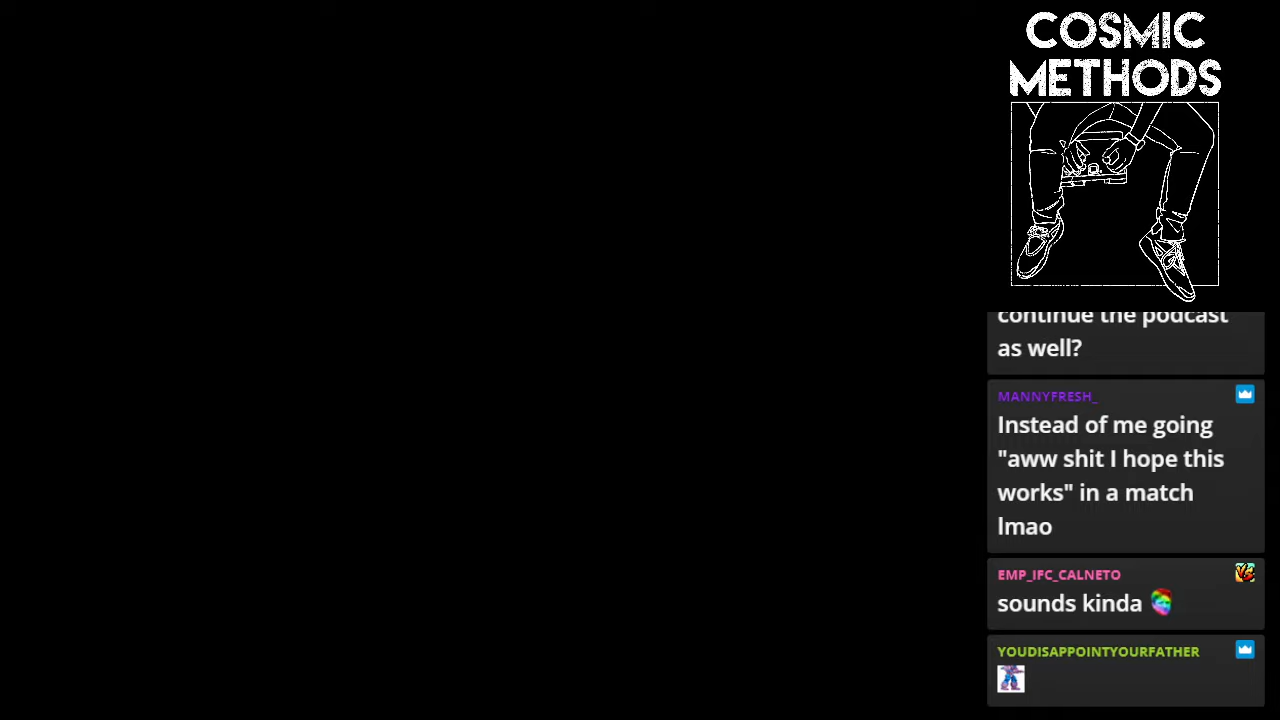 COSMIC
METHODS
continue the podcast
as well?
MANNYFRESH_
Instead of me going
"aww shit I hope this
works" in a match
lmao
EMP_IFC_CALNETO
sounds kinda
YOUDISAPPOINTYOURFATHER